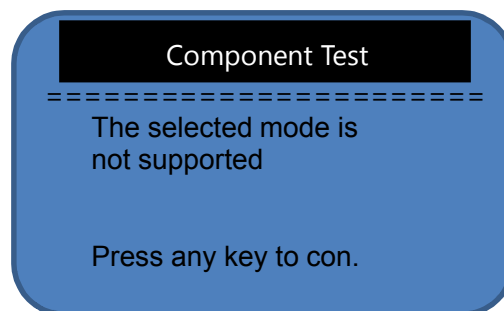 Component Test
=======================
The selected mode is
not supported
Press any key to con.